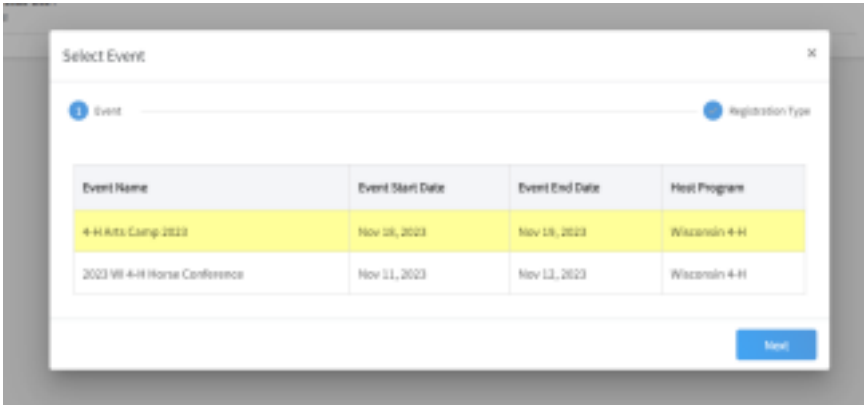 Select Event
×
1 Event
Registration Type
Event Name Event Start Date Event End Date Host Program
4-H Arts Camp 2023 Nov 18, 2023 Nov 19, 2023 Wisconsin 4-H
2023 WI 4-H Horse Conference Nov 11, 2023 Nov 12, 2023 Wisconsin 4-H
Next